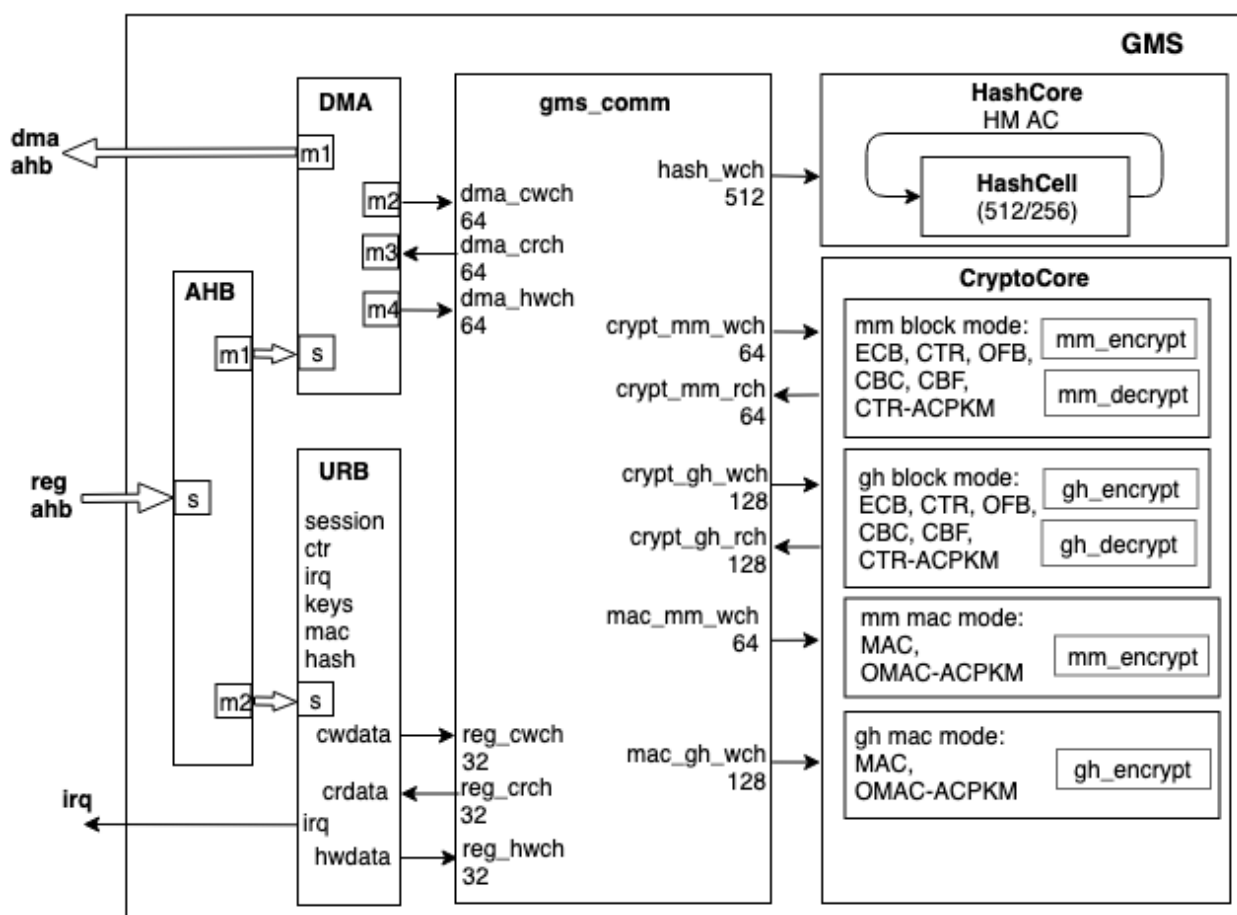 GMS
dma
ahb
reg
ahb
irq
AHB
m1
s
m2
DMA
m1
m2
m3
m4
s
URB
session
ctr
irq
keys
mac
hash
s
cwdata
crdata
irq
hwdata
gms_comm
dma_cwch
64
dma_crch
64
dma_hwch
64
reg_cwch
32
reg_crch
32
reg_hwch
32
hash_wch
512
crypt_mm_wch
64
crypt_mm_rch
64
crypt_gh_wch
128
crypt_gh_rch
128
mac_mm_wch
64
mac_gh_wch
128
HashCore
HM AC
HashCell
(512/256)
CryptoCore
mm block mode:
ECB, CTR, OFB,
CBC, CBF,
CTR-ACPKM
mm_encrypt
mm_decrypt
gh block mode:
ECB, CTR, OFB,
CBC, CBF,
CTR-ACPKM
gh_encrypt
gh_decrypt
mm mac mode:
MAC,
OMAC-ACPKM
mm_encrypt
gh mac mode:
MAC,
OMAC-ACPKM
gh_encrypt